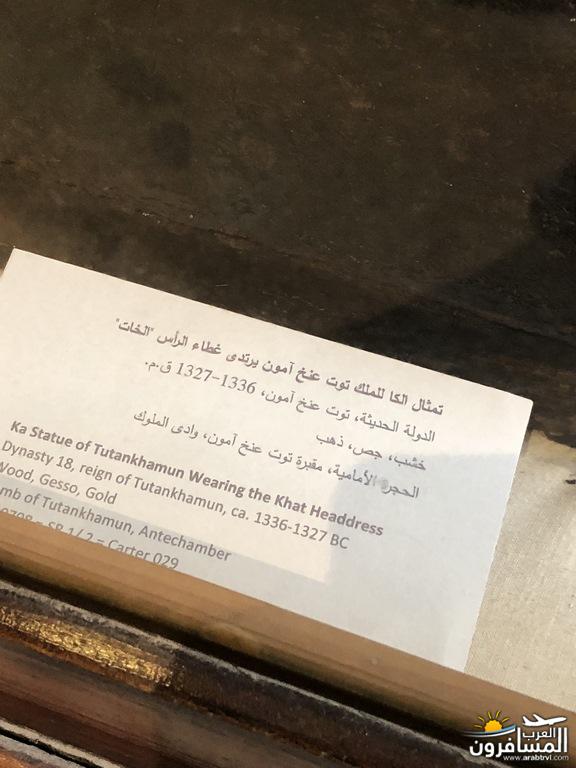 تمثال الكا للملك توت عنخ آمون يرتدى غطاء الرأس "الخات"
الدولة الحديثة، توت عنخ آمون، 1336-1327 ق.م.
خشب، جص، ذهب
الحجرة الأمامية، مقبرة توت عنخ آمون، وادى الملوك
Ka Statue of Tutankhamun Wearing the Khat Headdress
Dynasty 18, reign of Tutankhamun, ca. 1336-1327 BC
Wood, Gesso, Gold
mb of Tutankhamun, Antechamber
SR 1/2 = Carter 029
العرب
المسافرون
www.arabtrvl.com